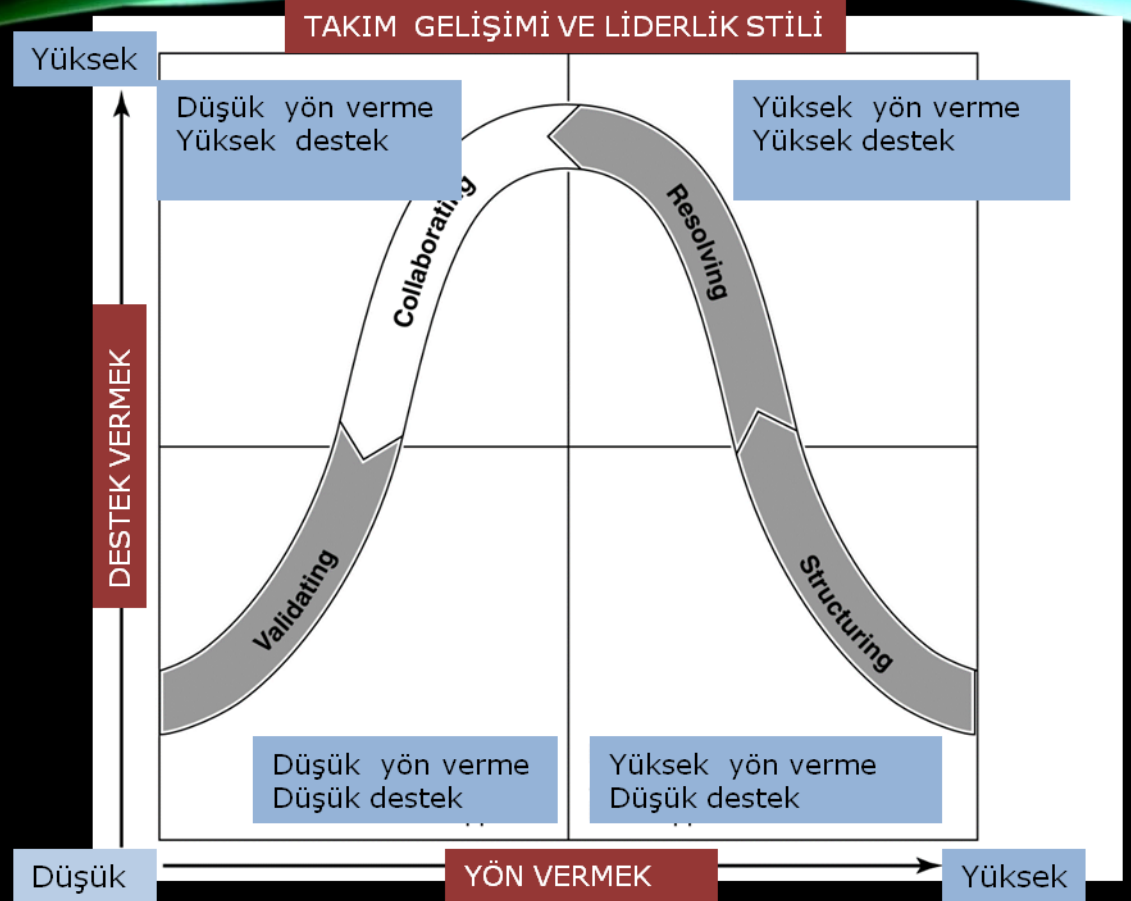 TAKIM GELİŞİMİ VE LİDERLİK STİLİ
Yüksek
Düşük yön verme
Yüksek destek
Yüksek yön verme
Yüksek destek
Collaborating
Resolving
DESTEK VERMEK
Validating
Structuring
Düşük yön verme
Düşük destek
Yüksek yön verme
Düşük destek
Düşük
YÖN VERMEK
Yüksek